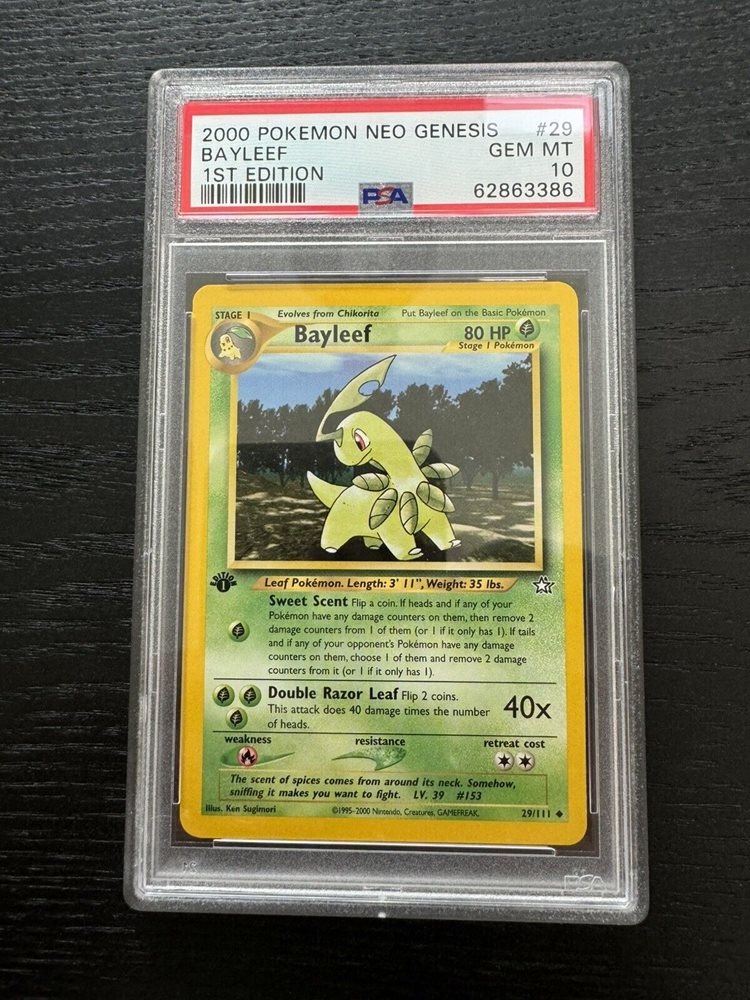 2000 POKEMON NEO GENESIS #29
BAYLEEF GEM MT
1ST EDITION 10
PSA 62863386
STAGE 1 Evolves from Chikorita Put Bayleef on the Basic Pokémon
Bayleef 80 HP
Stage 1 Pokémon
EDITION
1
Leaf Pokémon. Length: 3' 11", Weight: 35 lbs.
Sweet Scent Flip a coin. If heads and if any of your
Pokémon have any damage counters on them, then remove 2
damage counters from 1 of them (or 1 if it only has 1). If tails
and if any of your opponent's Pokémon have any damage
counters on them, choose 1 of them and remove 2 damage
counters from it (or 1 if it only has 1).
Double Razor Leaf Flip 2 coins.
This attack does 40 damage times the number
of heads.
40x
weakness resistance retreat cost
The scent of spices comes from around its neck. Somehow,
sniffing it makes you want to fight. LV. 39 #153
Illus. Ken Sugimori ©1995-2000 Nintendo, Creatures, GAMEFREAK. 29/111
PSA